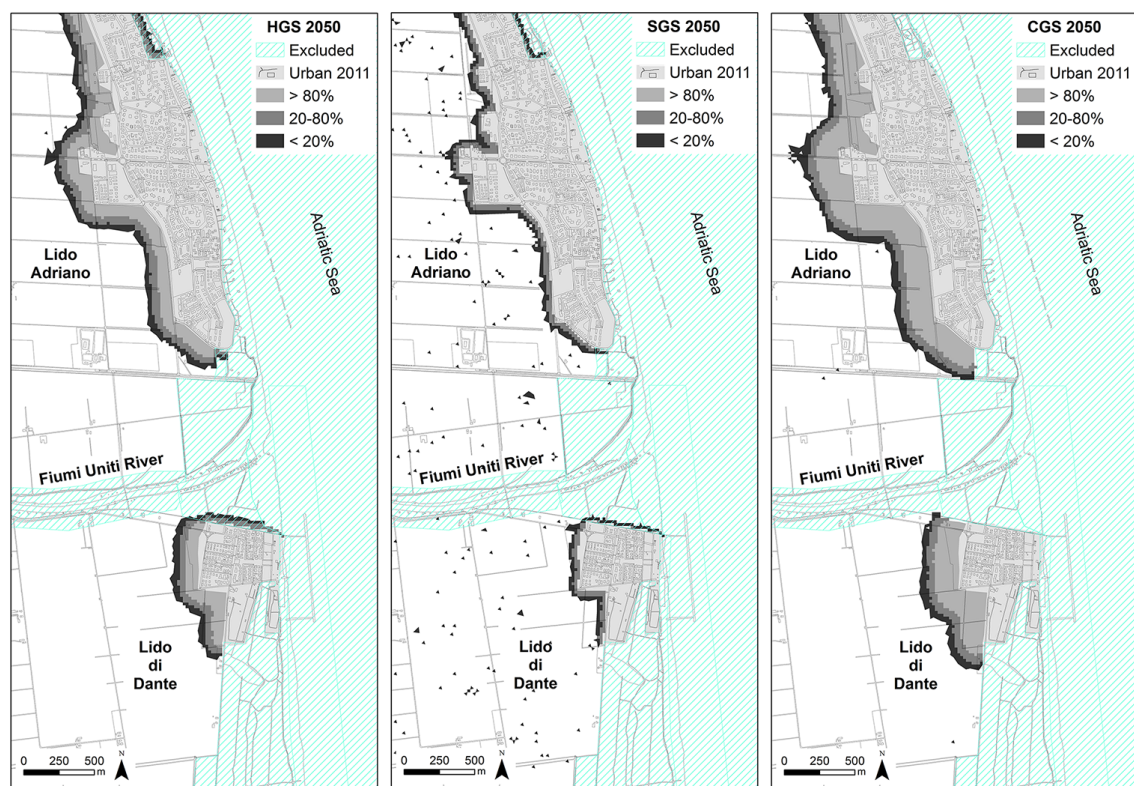 HGS 2050
Excluded
Urban 2011
> 80%
20-80%
< 20%
Adriatic Sea
Lido
Adriano
Fiumi Uniti River
Lido
di
Dante
0 250 500
m
N
SGS 2050
Excluded
Urban 2011
> 80%
20-80%
< 20%
Adriatic Sea
Lido
Adriano
Fiumi Uniti River
Lido
di
Dante
0 250 500
m
N
CGS 2050
Excluded
Urban 2011
> 80%
20-80%
< 20%
Adriatic Sea
Lido
Adriano
Fiumi Uniti River
Lido
di
Dante
0 250 500
m
N